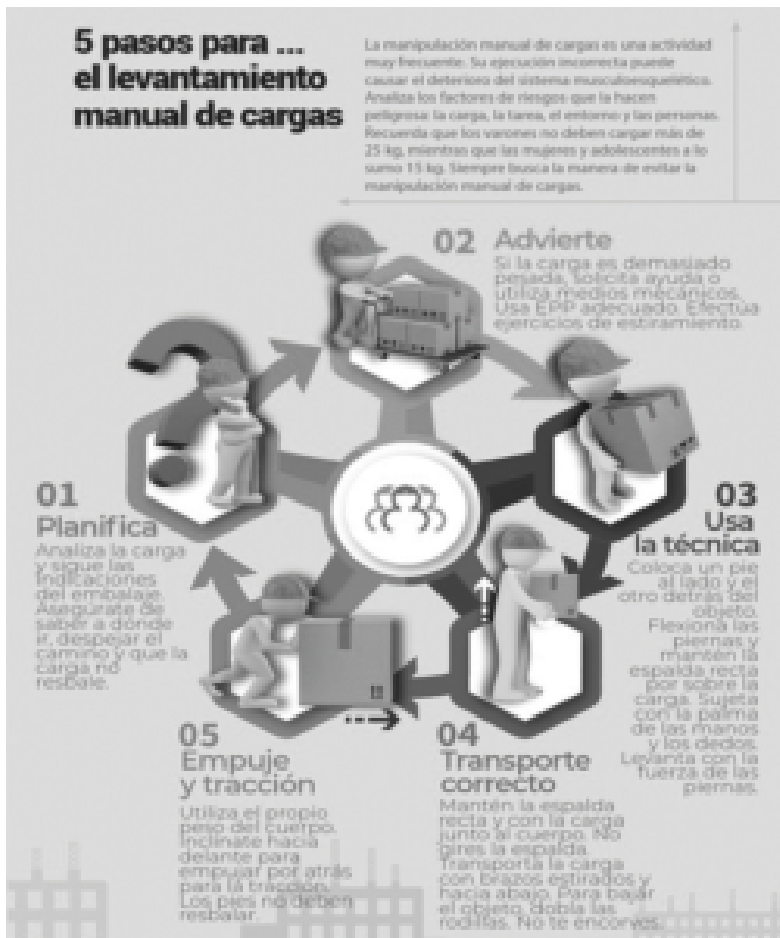 5 pasos para ...
el levantamiento
manual de cargas
La manipulación manual de cargas es una actividad
muy frecuente. Su ejecución incorrecta puede
causar el deterioro del sistema musculoesquelético.
Analiza los factores de riesgos que la hacen
peligrosa: la carga, la tarea, el entorno y las personas.
Recuerda que los varones no deben cargar más de
25 kg, mientras que las mujeres y adolescentes a lo
sumo 15 kg. Siempre busca la manera de evitar la
manipulación manual de cargas.
01
Planifica
Analiza la carga
y sigue las
indicaciones
del embalaje.
Asegúrate de
saber a dónde
ir, despejar el
camino y que la
carga no
resbale.
02 Advierte
Si la carga es demasiado
pesada, solicita ayuda o
utiliza medios mecánicos.
Usa EPP adecuado. Efectúa
ejercicios de estiramiento.
03
Usa
la técnica
Coloca un pie
al lado y el
otro detrás del
objeto.
Flexiona las
piernas y
mantén la
espalda recta
por sobre la
carga. Sujeta
con la palma
de las manos
y los dedos.
Levanta con la
fuerza de las
piernas.
04
Transporte
correcto
Mantén la espalda
recta y con la carga
junto al cuerpo. No
gires la espalda.
Transporta la carga
con brazos estirados y
hacia abajo. Para bajar
el objeto, dobla las
rodillas. No te encorves.
05
Empuje
y tracción
Utiliza el propio
peso del cuerpo.
Inclínate hacia
delante para
empujar por atrás
para la tracción.
Los pies no deben
resbalar.